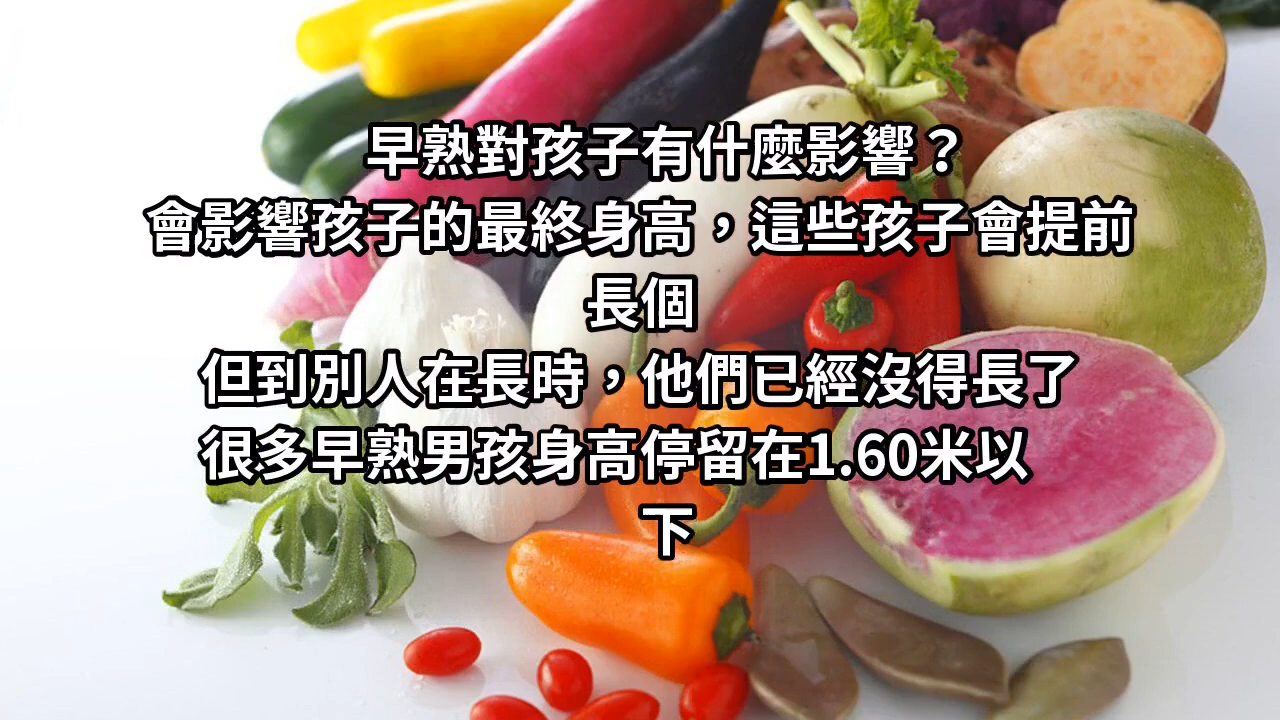 早熟對孩子有什麼影響？
會影響孩子的最終身高，這些孩子會提前
長個
但到別人在長時，他們已經沒得長了
很多早熟男孩身高停留在1.60米以
下